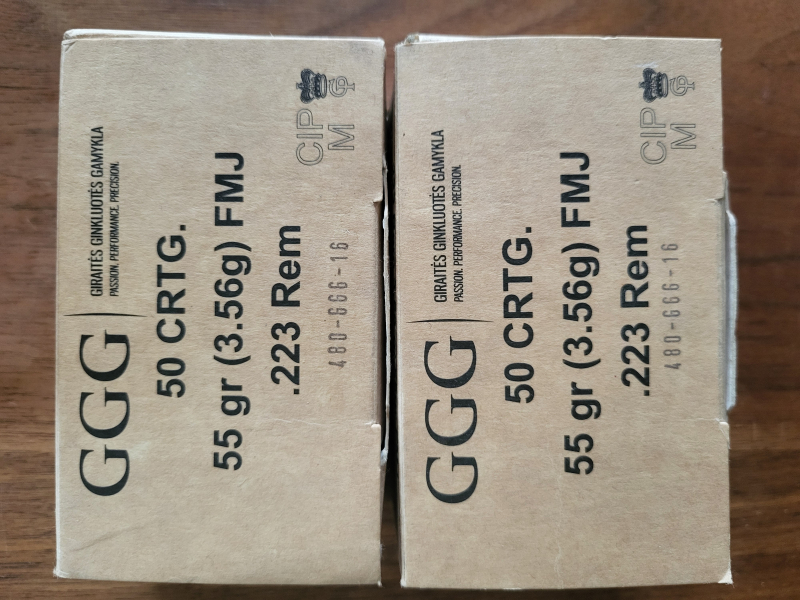 GGG
GIRAITĖS GINKLUOTĖS GAMYKLA
PASSION. PERFORMANCE. PRECISION.
50 CRTG.
55 gr (3.56g) FMJ
.223 Rem
480-666-16
CIP
M
GP
GGG
GIRAITĖS GINKLUOTĖS GAMYKLA
PASSION. PERFORMANCE. PRECISION.
50 CRTG.
55 gr (3.56g) FMJ
.223 Rem
480-666-16
CIP
M
GP